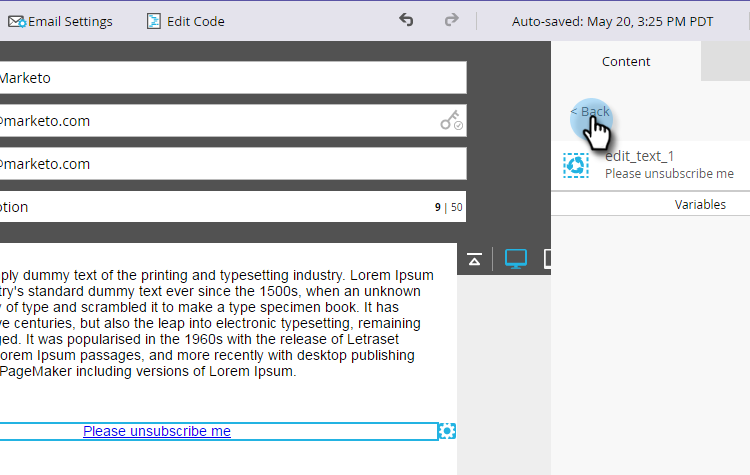 Email Settings
Edit Code
Auto-saved: May 20, 3:25 PM PDT
Content
Marketo
< Back
@marketo.com
edit_text_1
@marketo.com
Please unsubscribe me
ption
9 | 50
Variables
ply dummy text of the printing and typesetting industry. Lorem Ipsum
try's standard dummy text ever since the 1500s, when an unknown
y of type and scrambled it to make a type specimen book. It has
ve centuries, but also the leap into electronic typesetting, remaining
ged. It was popularised in the 1960s with the release of Letraset
orem Ipsum passages, and more recently with desktop publishing
PageMaker including versions of Lorem Ipsum.
Please unsubscribe me